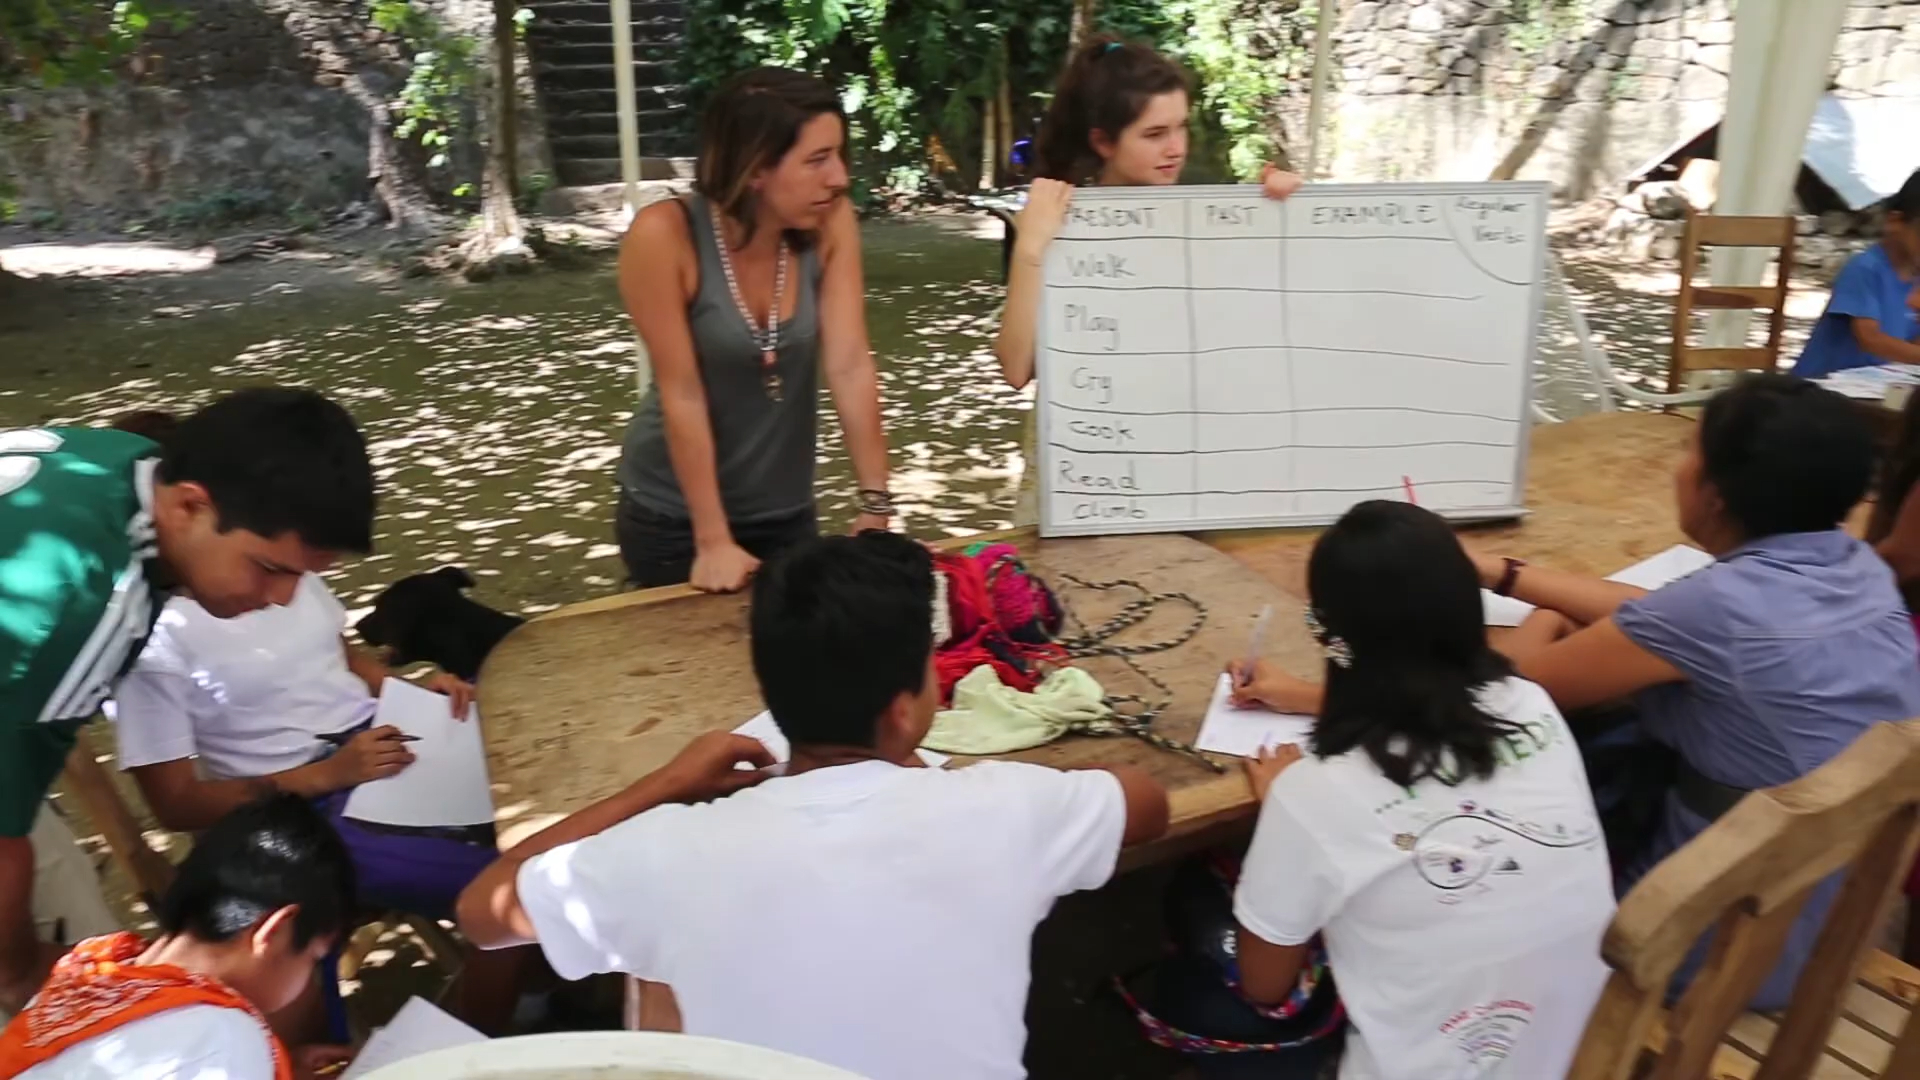 PRESENT PAST EXAMPLE Regular
Verbs
Walk
Play
Cry
Cook
Read
Climb